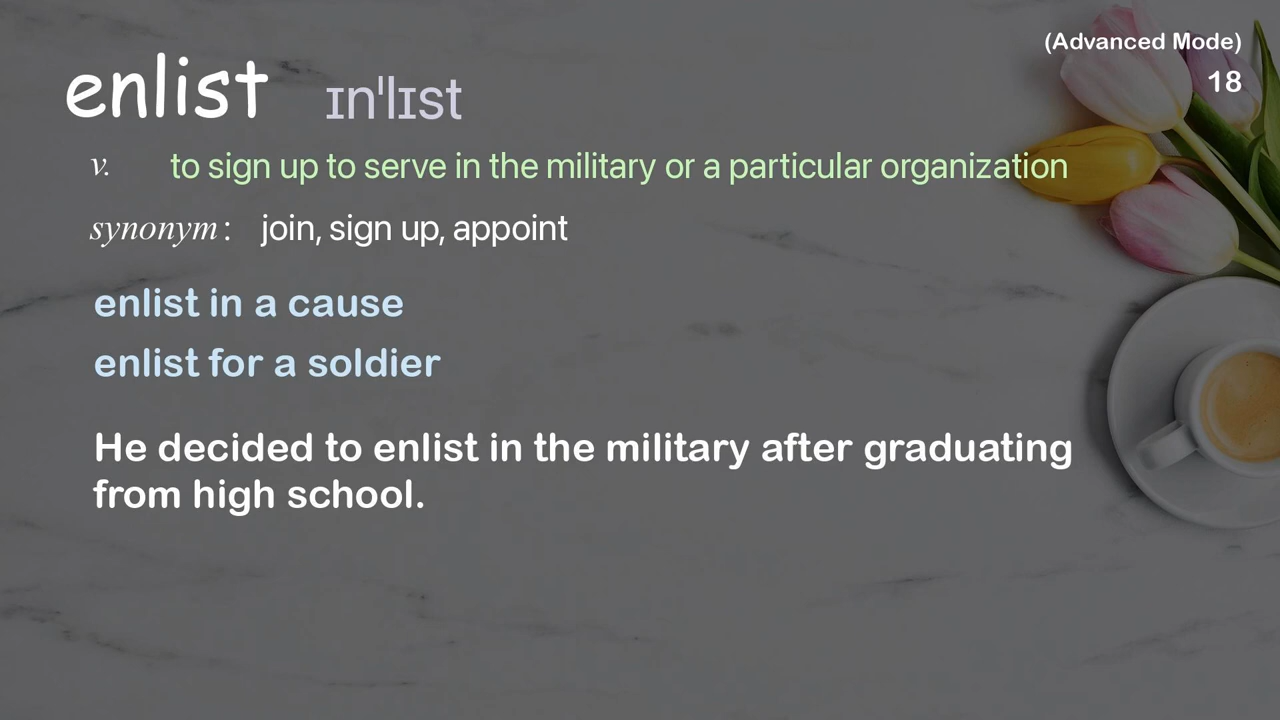 (Advanced Mode)
18
enlist ɪn'lɪst
v. to sign up to serve in the military or a particular organization
synonym: join, sign up, appoint
enlist in a cause
enlist for a soldier
He decided to enlist in the military after graduating
from high school.